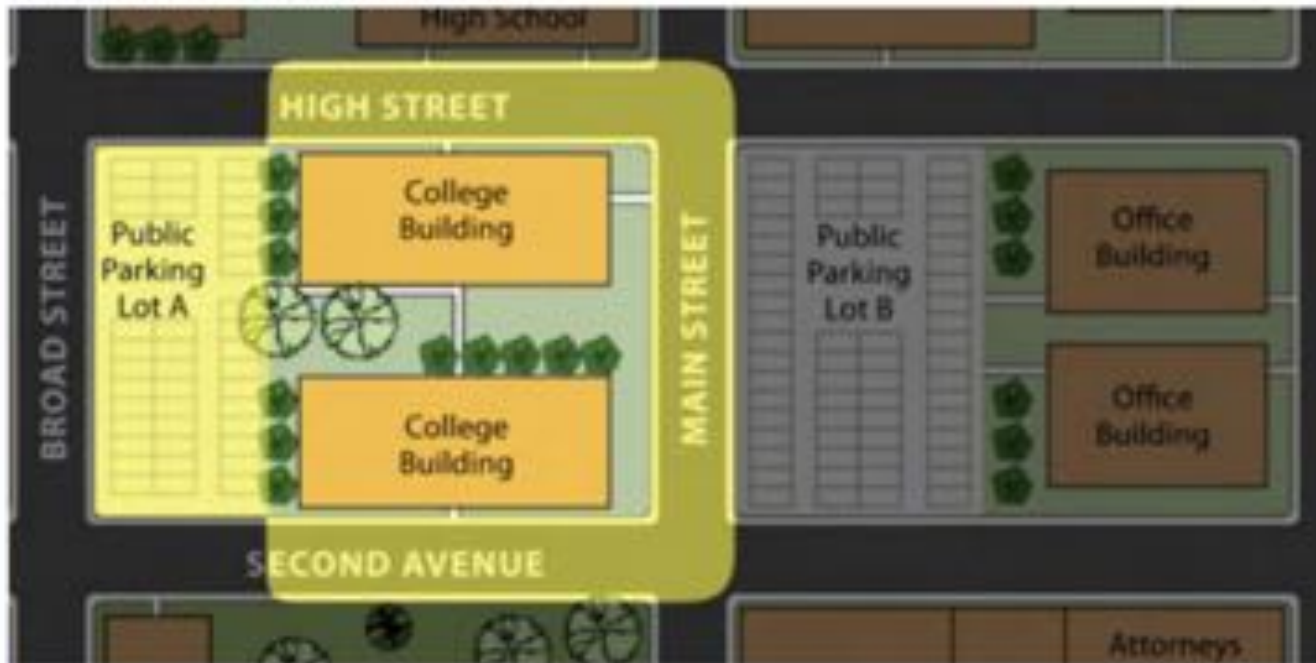 High School
HIGH STREET
College
Building
Public
Parking
Lot A
BROAD STREET
MAIN STREET
Public
Parking
Lot B
Office
Building
College
Building
Office
Building
SECOND AVENUE
Attorneys